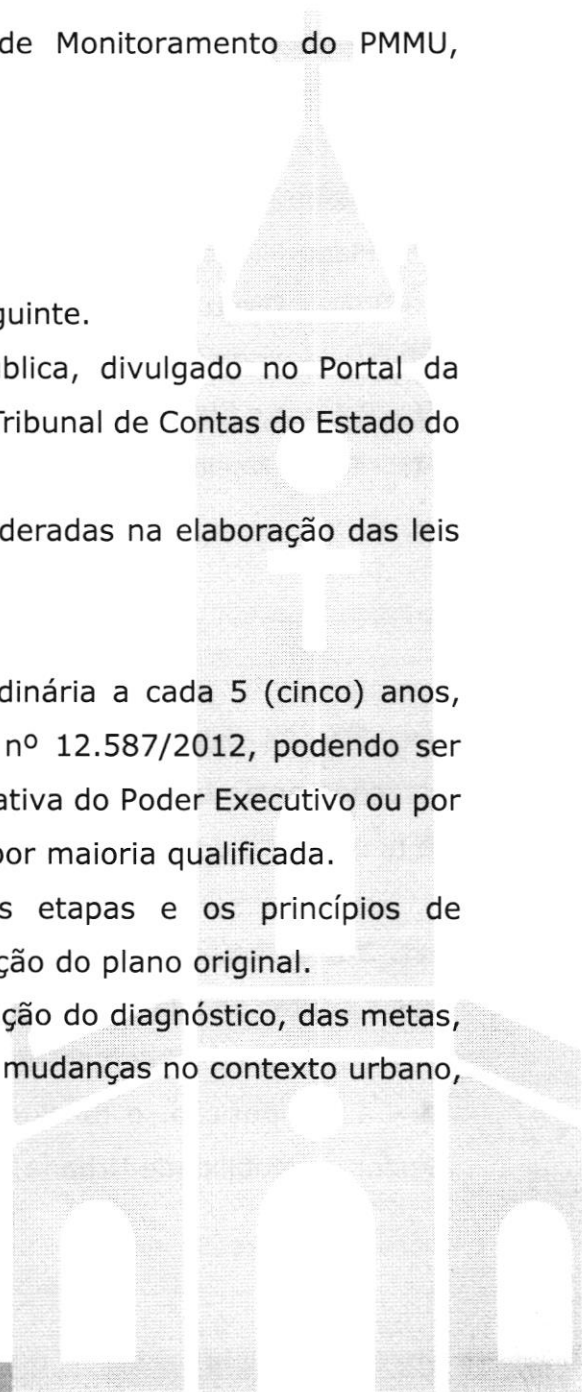 de Monitoramento do PMMU,
guinte.
ública, divulgado no Portal da
Tribunal de Contas do Estado do
deradas na elaboração das leis
dinária a cada 5 (cinco) anos,
nº 12.587/2012, podendo ser
ativa do Poder Executivo ou por
por maioria qualificada.
s etapas e os princípios de
ção do plano original.
ção do diagnóstico, das metas,
mudanças no contexto urbano,